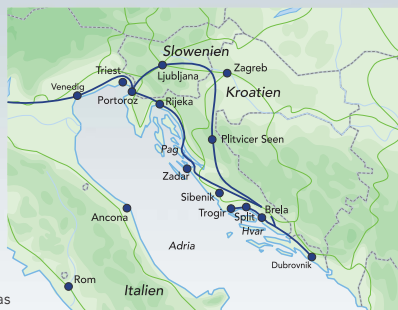 Slowenien
Triest
Ljubljana
Zagreb
Venedig
Portoroz
Rijeka
Kroatien
Plitvicer Seen
Pag
Zadar
Sibenik
Trogir
Split
Brela
Hvar
Ancona
Adria
Dubrovnik
Rom
Italien
as